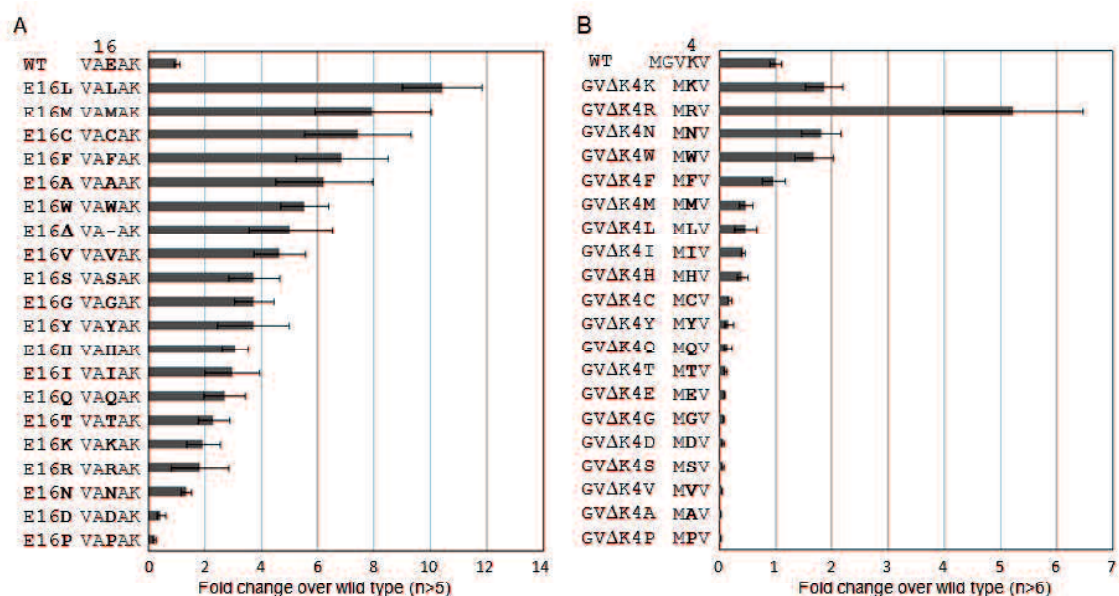 A
16
WT VAEAK
E16L VALAK
E16M VAMAK
E16C VACAK
E16F VAFAK
E16A VAAAK
E16W VAWAK
E16Δ VA-AK
E16V VAVAK
E16S VASAK
E16G VAGAK
E16Y VAYAK
E16H VAHAK
E16I VAIAK
E16Q VAQAK
E16T VATAK
E16K VAKAK
E16R VARAK
E16N VANAK
E16D VADAK
E16P VAPAK
0 2 4 6 8 10 12 14
Fold change over wild type (n>5)
B
4
WT MGVKV
GVΔK4K MKV
GVΔK4R MRV
GVΔK4N MNV
GVΔK4W MWV
GVΔK4F MFV
GVΔK4M MMV
GVΔK4L MLV
GVΔK4I MIV
GVΔK4H MHV
GVΔK4C MCV
GVΔK4Y MYV
GVΔK4Q MQV
GVΔK4T MTV
GVΔK4E MEV
GVΔK4G MGV
GVΔK4D MDV
GVΔK4S MSV
GVΔK4V MVV
GVΔK4A MAV
GVΔK4P MPV
0 1 2 3 4 5 6 7
Fold change over wild type (n>6)